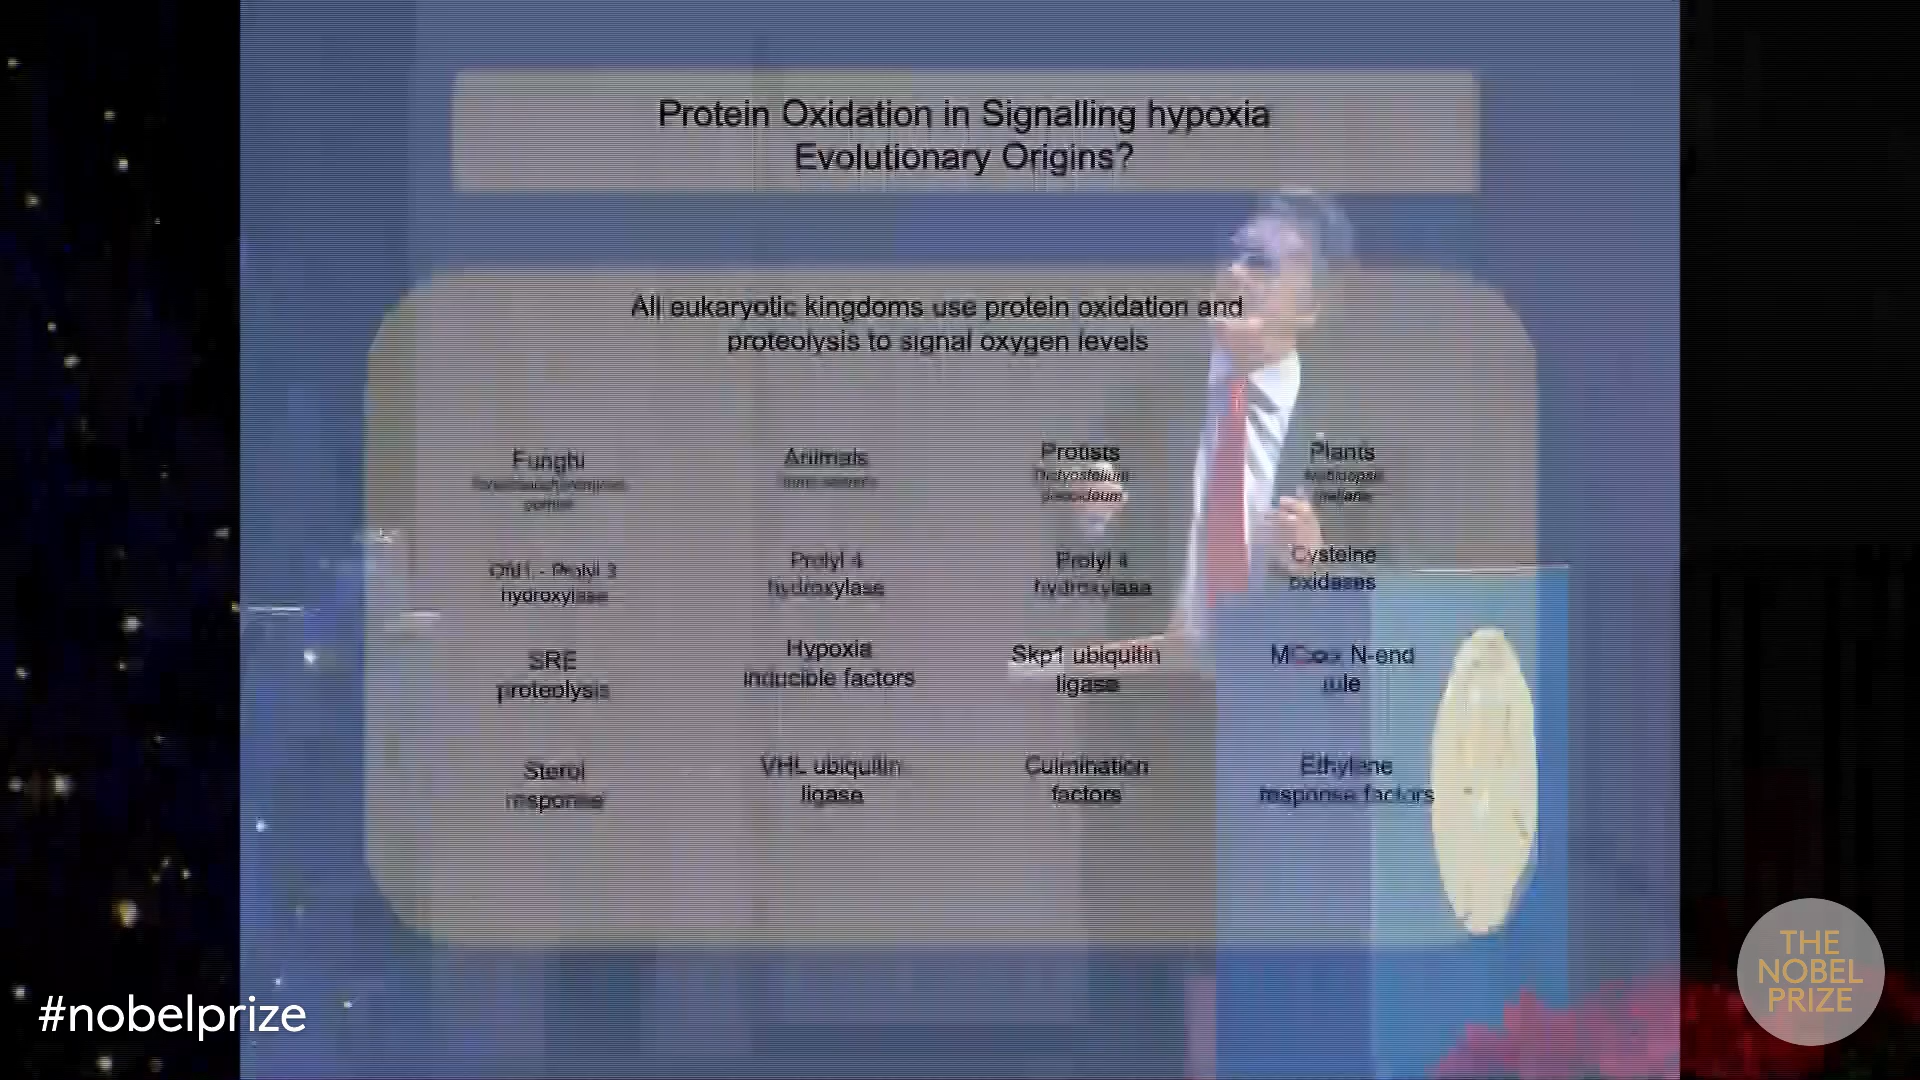 Protein Oxidation in Signalling hypoxia
Evolutionary Origins?
All eukaryotic kingdoms use protein oxidation and
proteolysis to signal oxygen levels
Funghi
Animals
Protists
Plants
Prolyl 3
hydroxylase
Prolyl 4
hydroxylase
Prolyl 4
hydroxylase
Cysteine
oxidases
SRE
proteolysis
Hypoxia
inducible factors
Skp1 ubiquitin
ligase
N-end
rule
Sterol
response
VHL ubiquitin
ligase
Culmination
factors
Ethylene
response factors
#nobelprize
THE
NOBEL
PRIZE